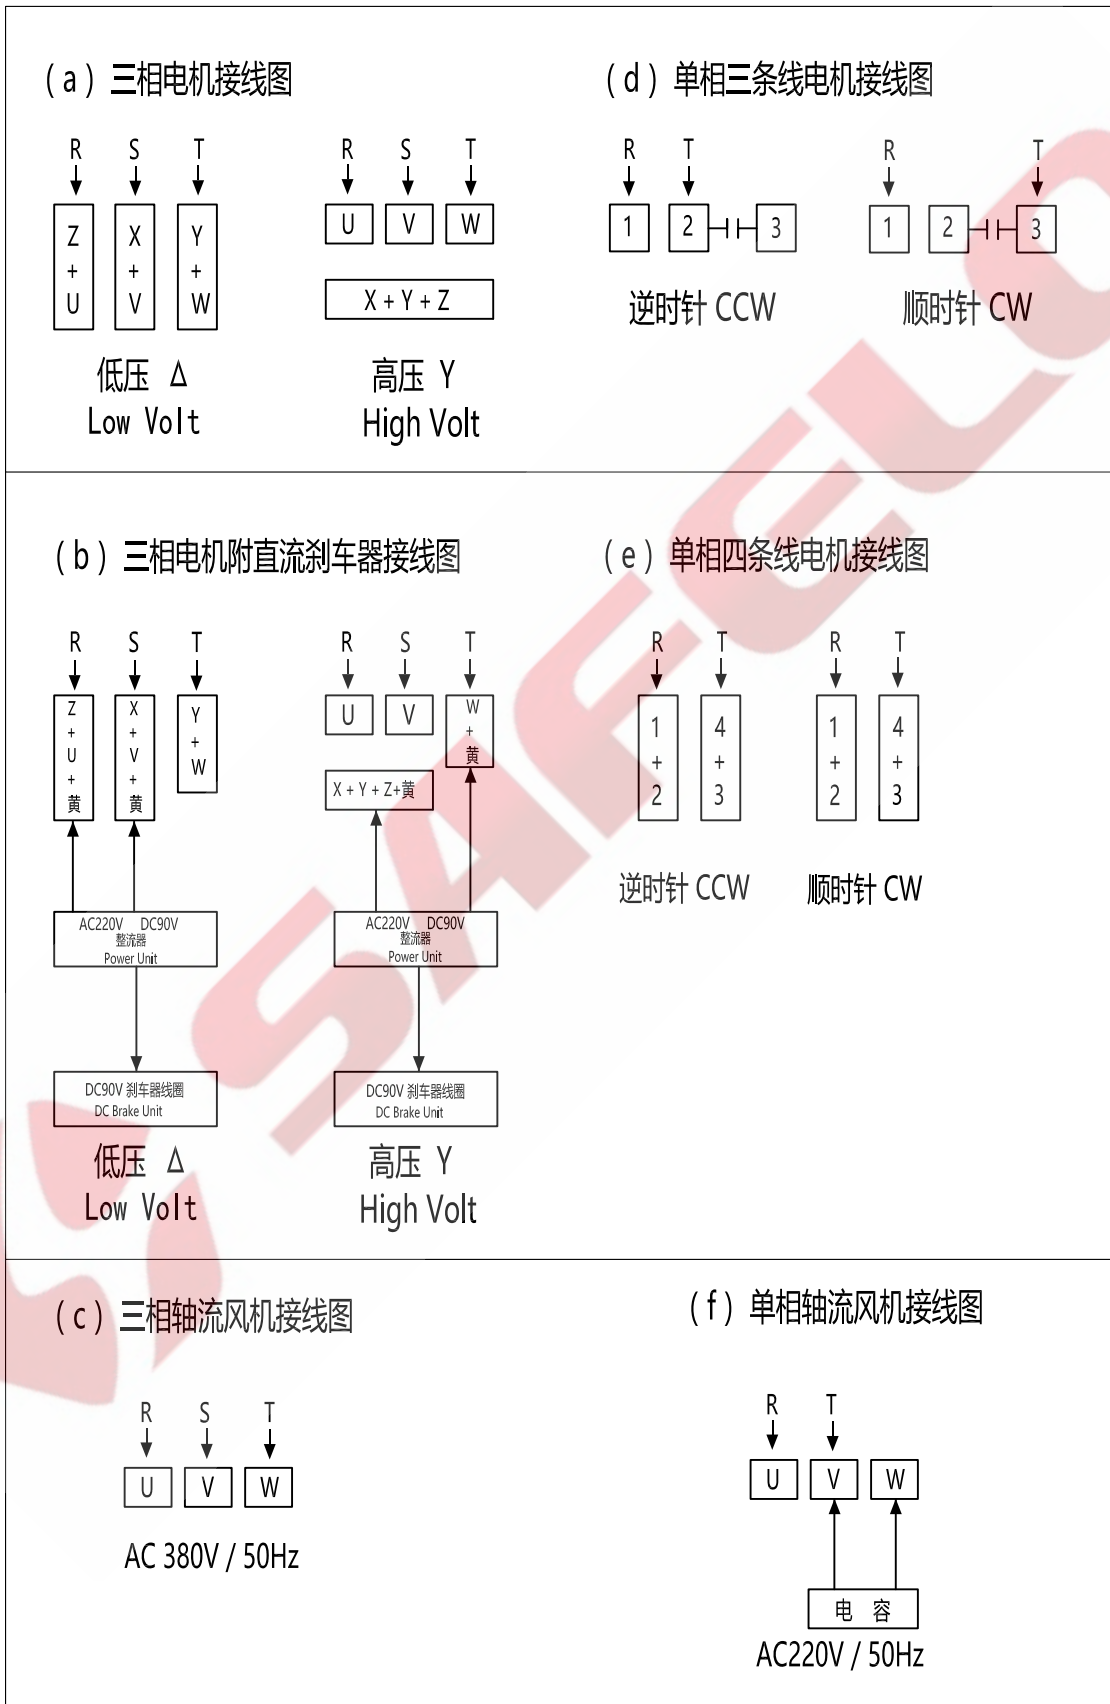 (a) 三相电机接线图
R S T
Z + U
X + V
Y + W
低压 Δ
Low Volt
R S T
U V W
X + Y + Z
高压 Y
High Volt
(d) 单相三条线电机接线图
R T
1 2 3
逆时针 CCW
R T
1 2 3
顺时针 CW
(b) 三相电机附直流刹车器接线图
R S T
Z + U + 黄
X + V + 黄
Y + W
AC220V DC90V
整流器
Power Unit
DC90V 刹车器线圈
DC Brake Unit
低压 Δ
Low Volt
R S T
U V
W + 黄
X + Y + Z+黄
AC220V DC90V
整流器
Power Unit
DC90V 刹车器线圈
DC Brake Unit
高压 Y
High Volt
(e) 单相四条线电机接线图
R T
1 + 2
4 + 3
逆时针 CCW
R T
1 + 2
4 + 3
顺时针 CW
(c) 三相轴流风机接线图
R S T
U V W
AC 380V / 50Hz
(f) 单相轴流风机接线图
R T
U V W
电 容
AC220V / 50Hz
SAFELO